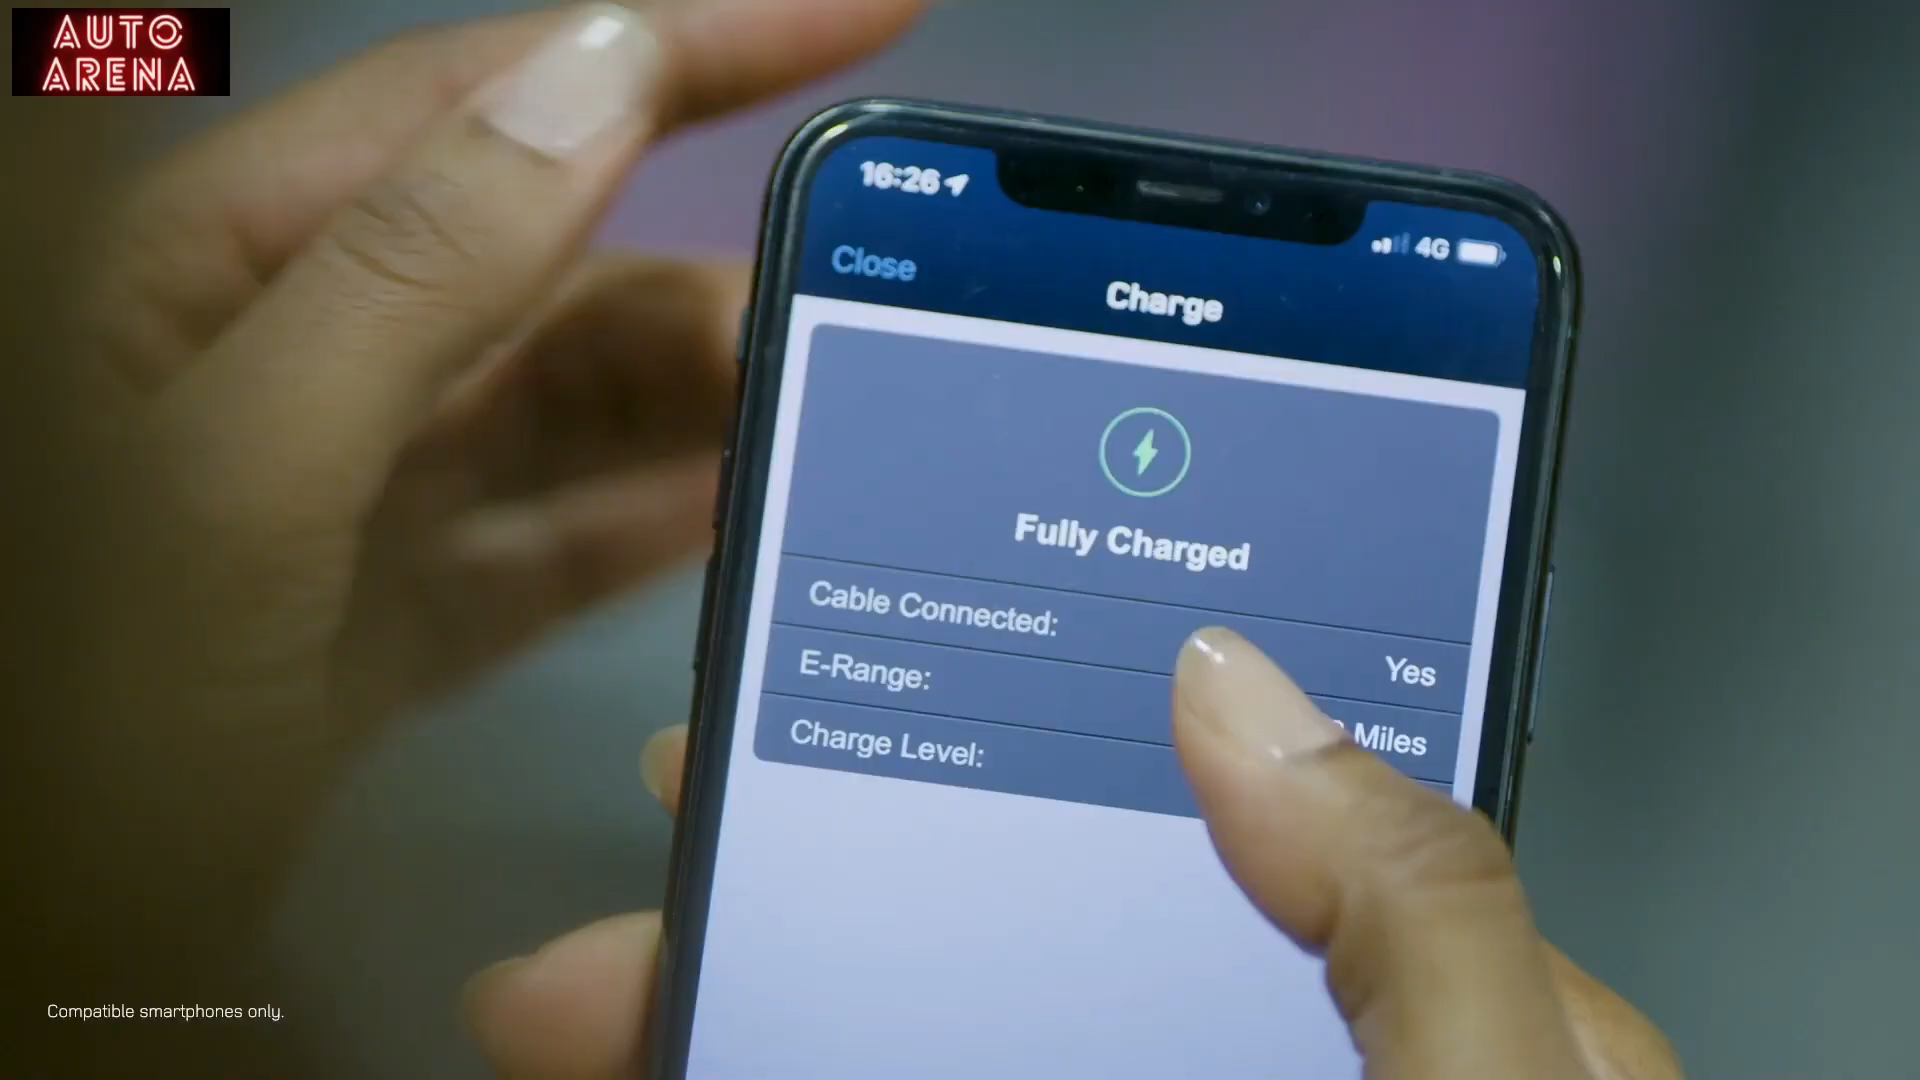 AUTO
ARENA
16:26
4G
Close
Charge
Fully Charged
Cable Connected:
Yes
E-Range:
Miles
Charge Level:
Compatible smartphones only.